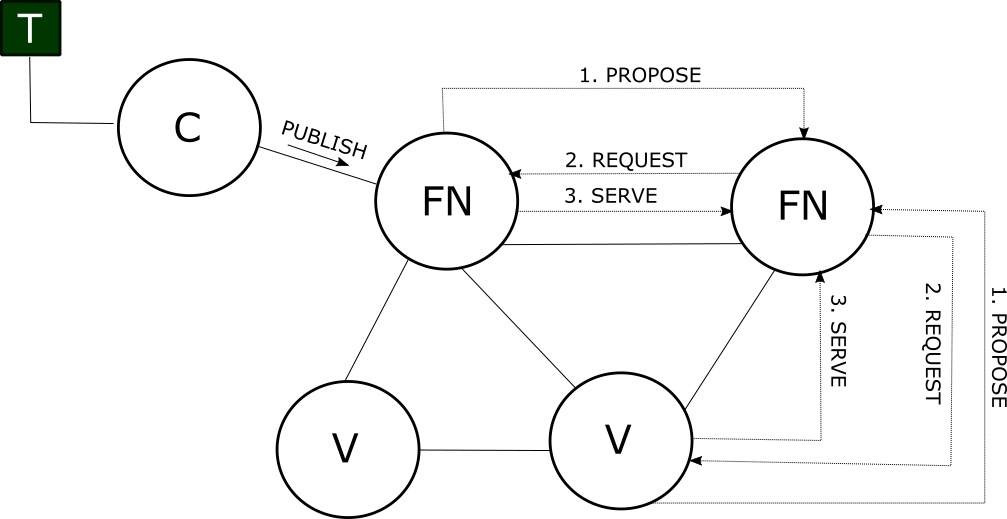 T
C
PUBLISH
1. PROPOSE
FN
2. REQUEST
3. SERVE
FN
V
V
3. SERVE
2. REQUEST
1. PROPOSE